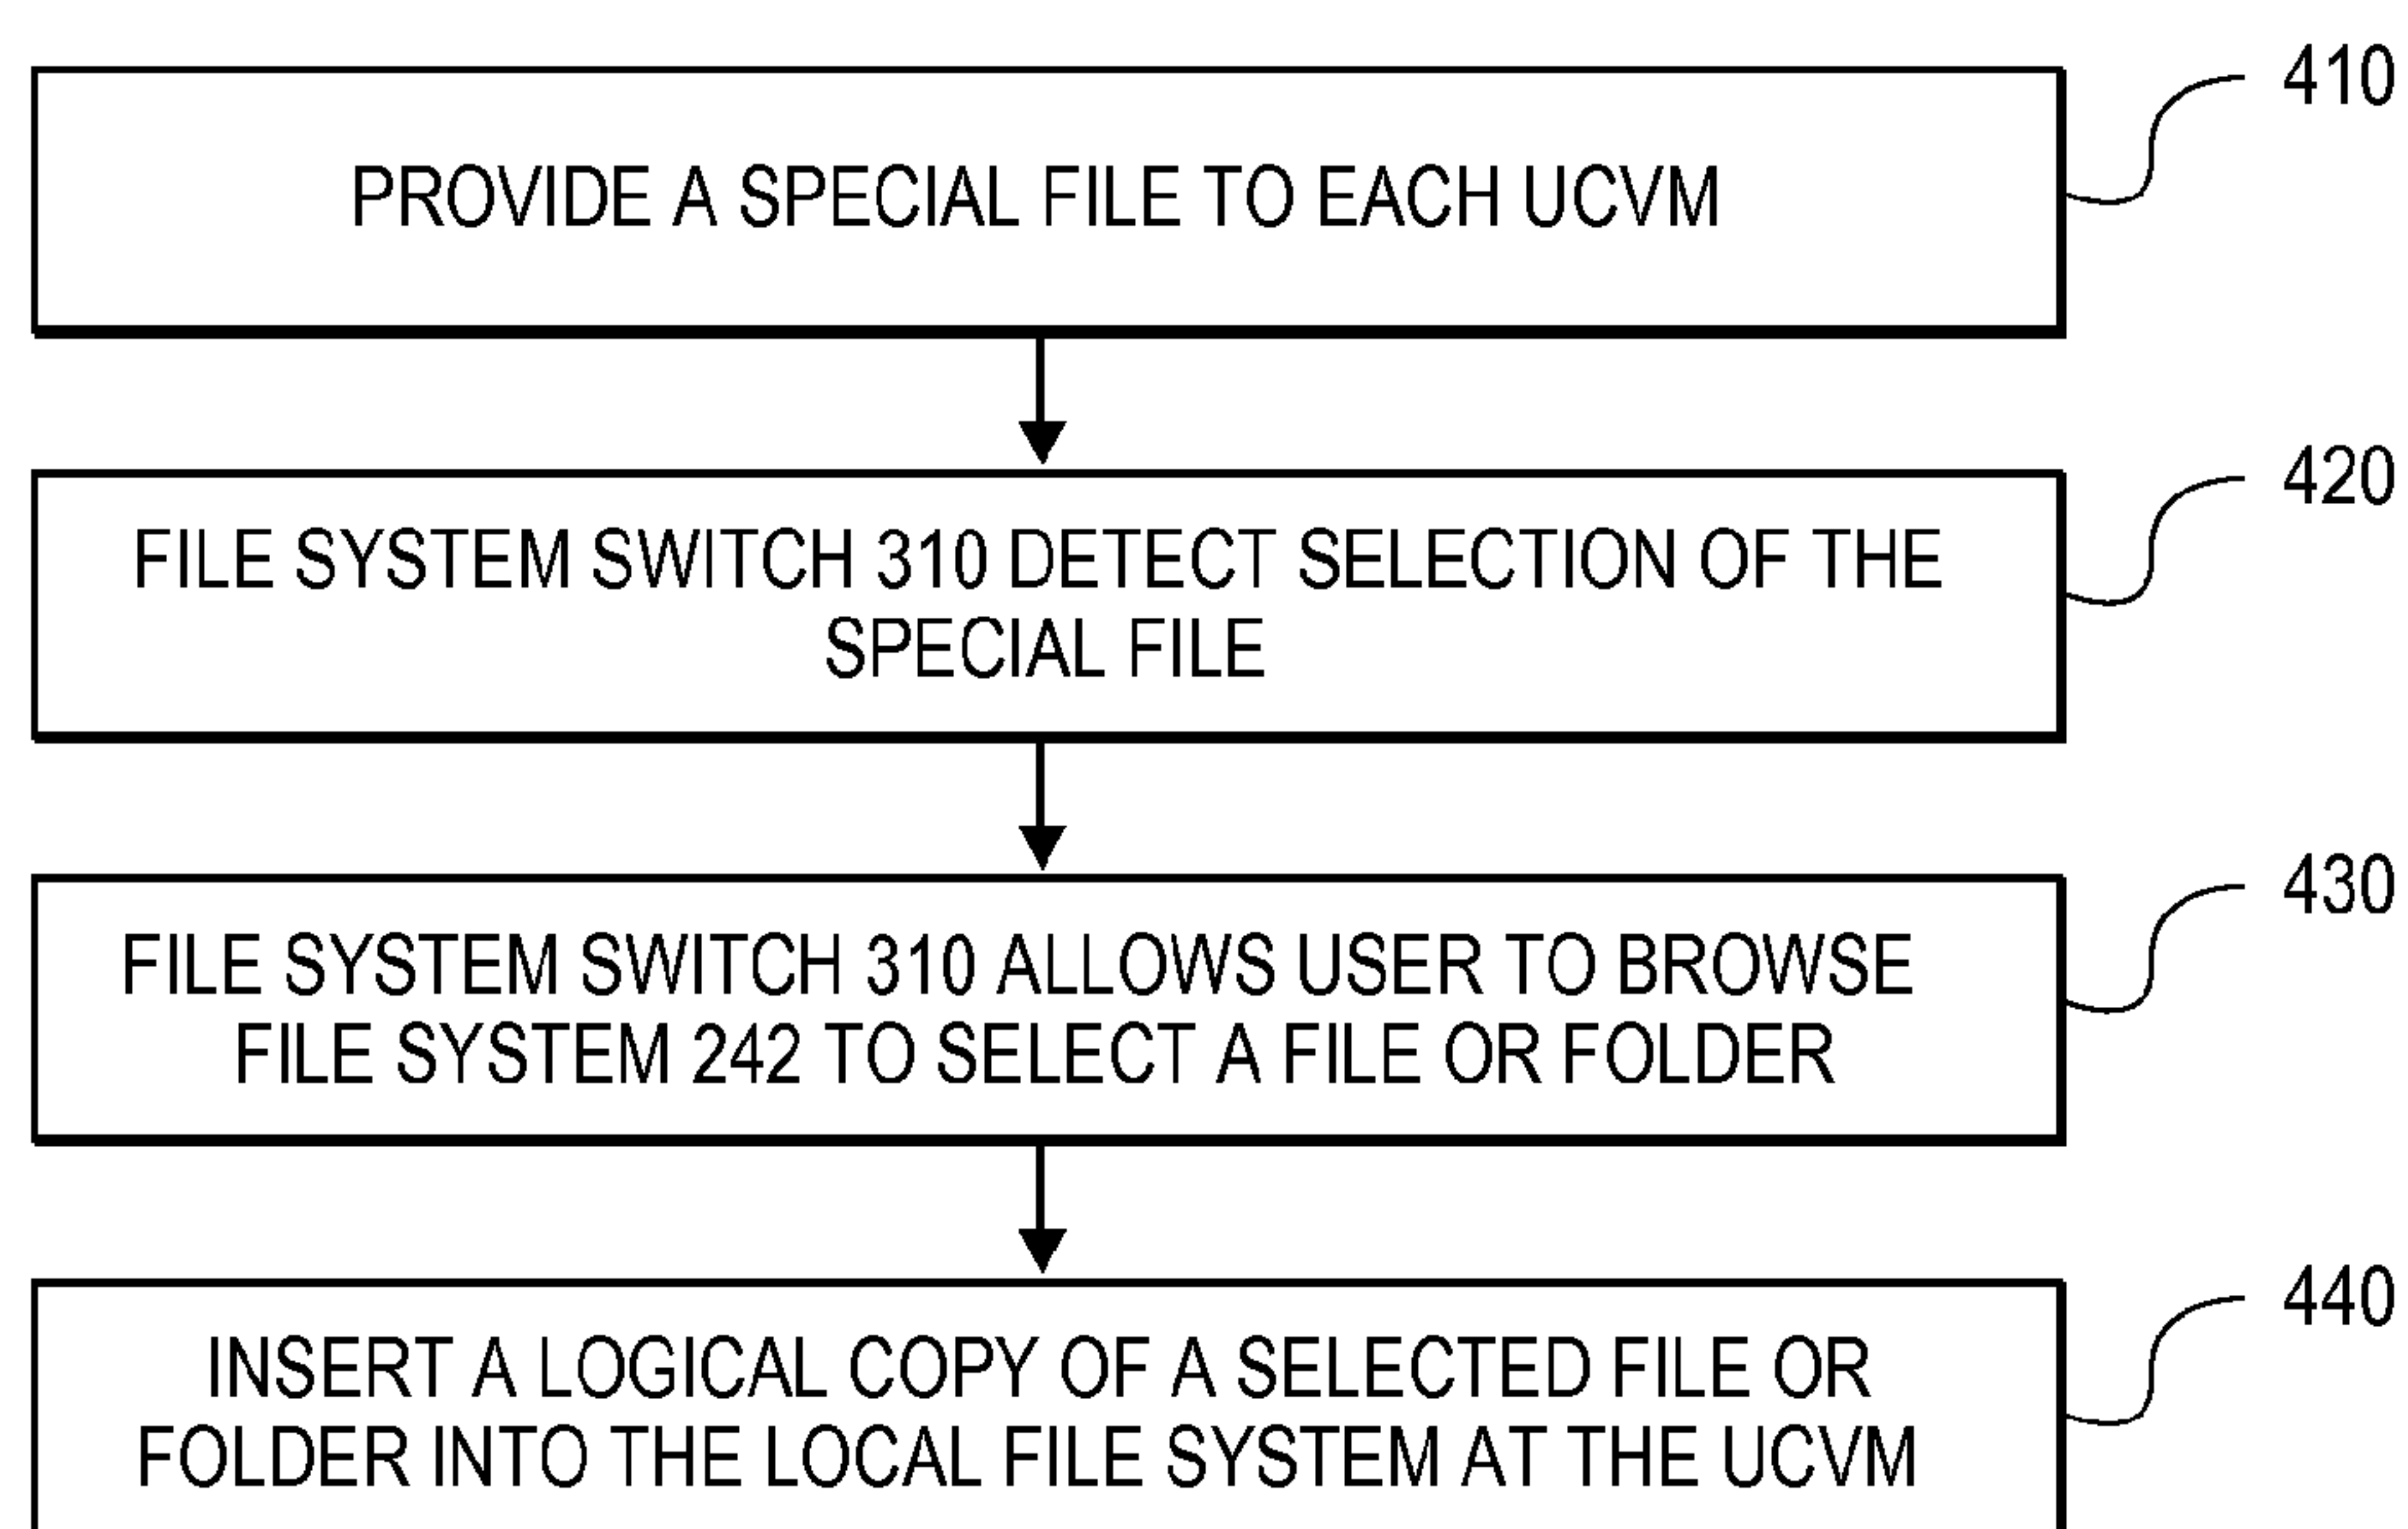 410
PROVIDE A SPECIAL FILE TO EACH UCVM
420
FILE SYSTEM SWITCH 310 DETECT SELECTION OF THE
SPECIAL FILE
430
FILE SYSTEM SWITCH 310 ALLOWS USER TO BROWSE
FILE SYSTEM 242 TO SELECT A FILE OR FOLDER
440
INSERT A LOGICAL COPY OF A SELECTED FILE OR
FOLDER INTO THE LOCAL FILE SYSTEM AT THE UCVM